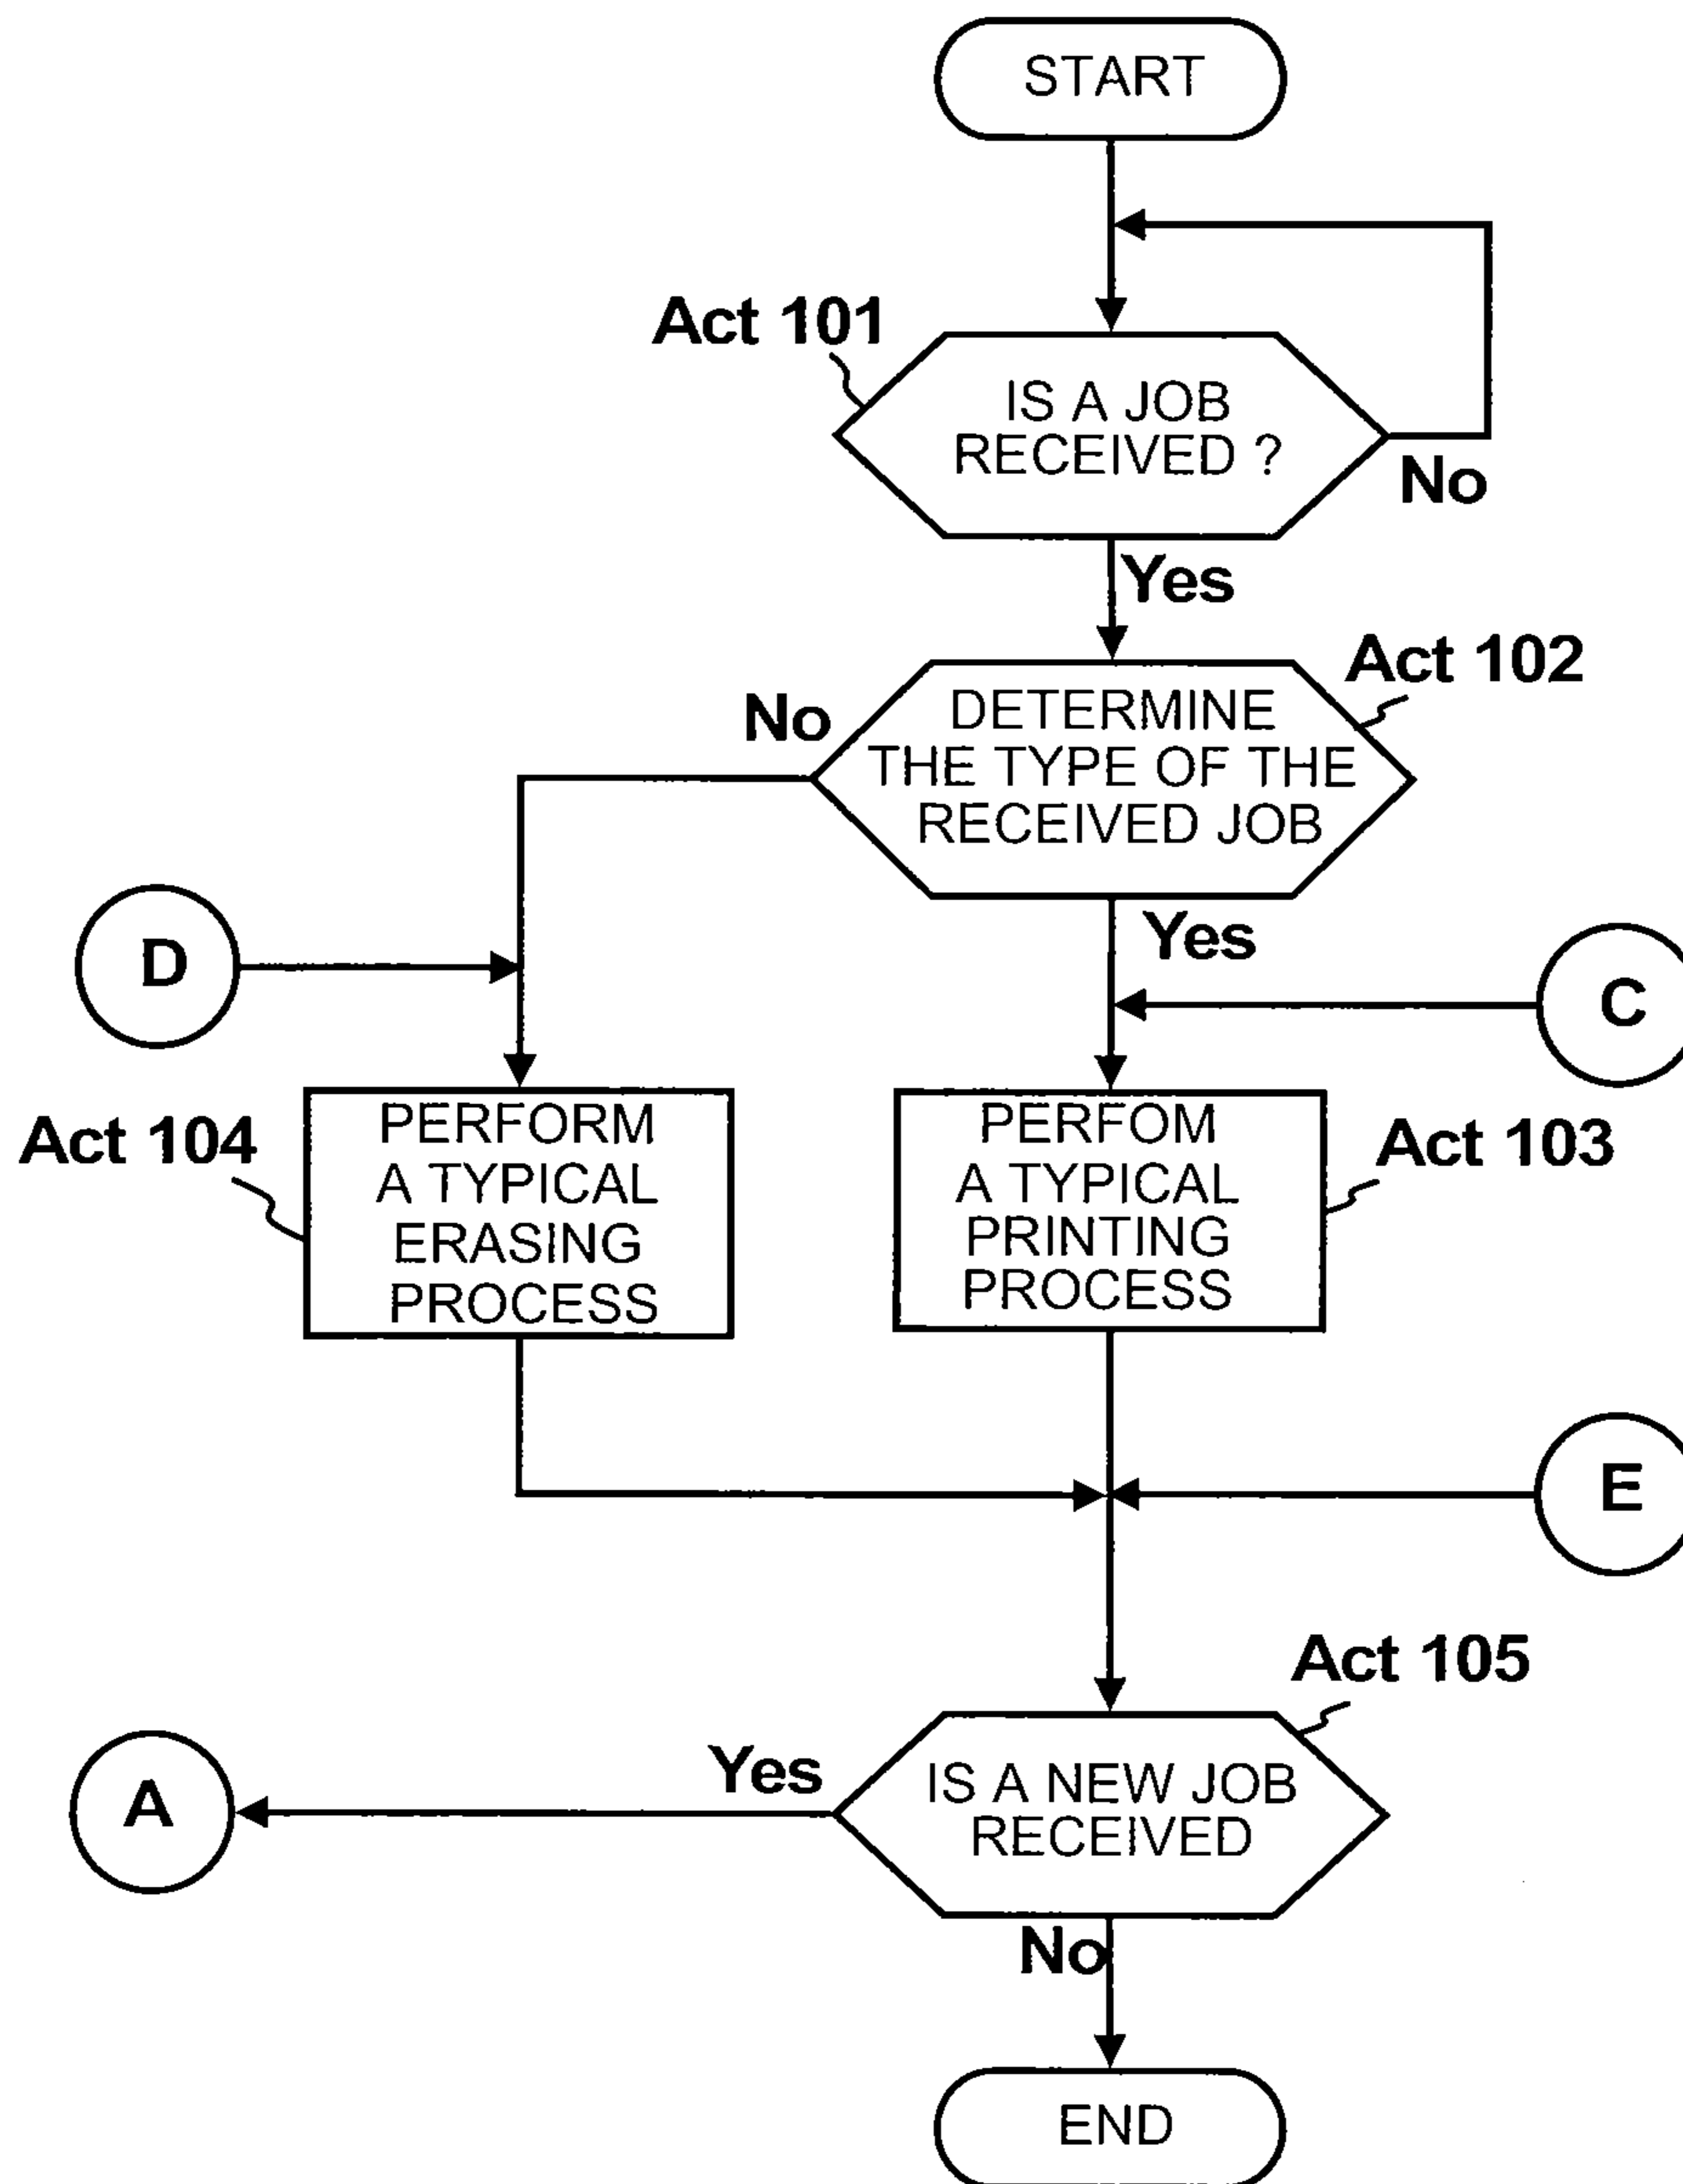 START
Act 101
IS A JOB
RECEIVED ?
No
Yes
Act 102
No
DETERMINE
THE TYPE OF THE
RECEIVED JOB
Yes
D
C
Act 104
PERFORM
A TYPICAL
ERASING
PROCESS
PERFOM
A TYPICAL
PRINTING
PROCESS
Act 103
E
Act 105
Yes
IS A NEW JOB
RECEIVED
A
No
END